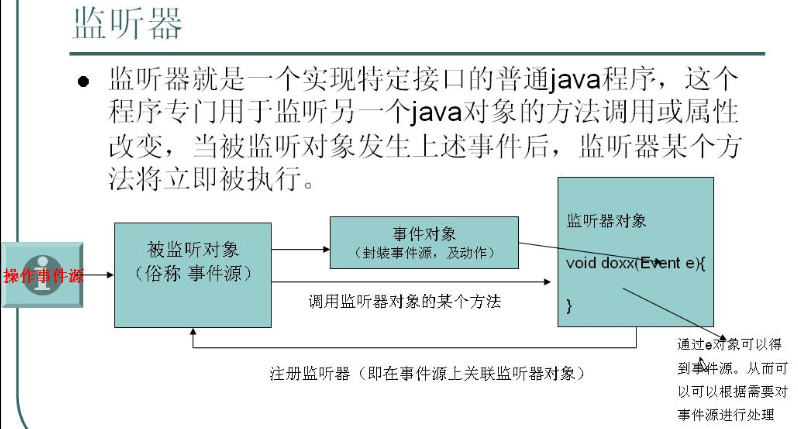 监听器
监听器就是一个实现特定接口的普通java程序，这个
程序专门用于监听另一个java对象的方法调用或属性
改变，当被监听对象发生上述事件后，监听器某个方
法将立即被执行。
操作事件源
被监听对象
（俗称 事件源）
事件对象
（封装事件源，及动作）
调用监听器对象的某个方法
监听器对象
void doxx(Event e){
}
注册监听器（即在事件源上关联监听器对象）
通过e对象可以得
到事件源。从而可
以可以根据需要对
事件源进行处理